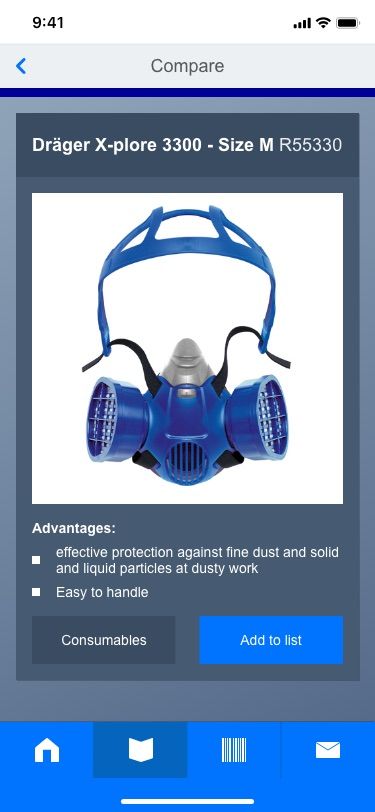 9:41
Compare
Dräger X-plore 3300 - Size M R55330
Advantages:
effective protection against fine dust and solid
and liquid particles at dusty work
Easy to handle
Consumables
Add to list